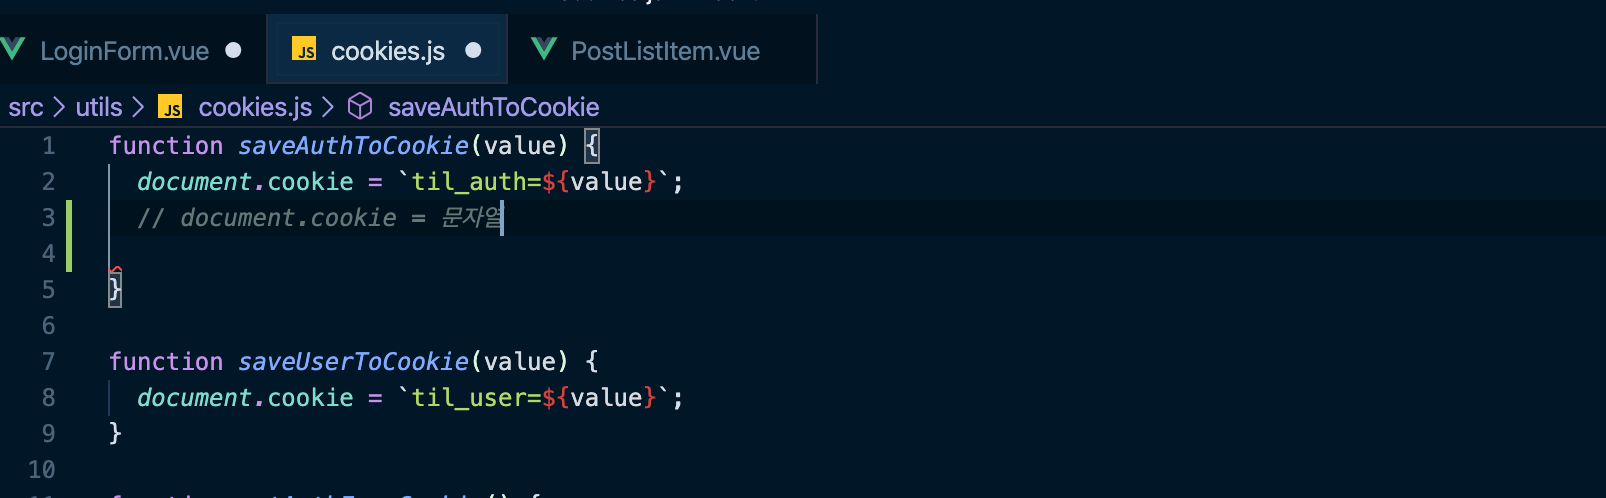 LoginForm.vue
JS cookies.js
PostListItem.vue
src > utils > JS cookies.js > saveAuthToCookie
1 function saveAuthToCookie(value) {
2 document.cookie = `til_auth=${value}`;
3 // document.cookie = 문자열
4
5 }
6
7 function saveUserToCookie(value) {
8 document.cookie = `til_user=${value}`;
9 }
10